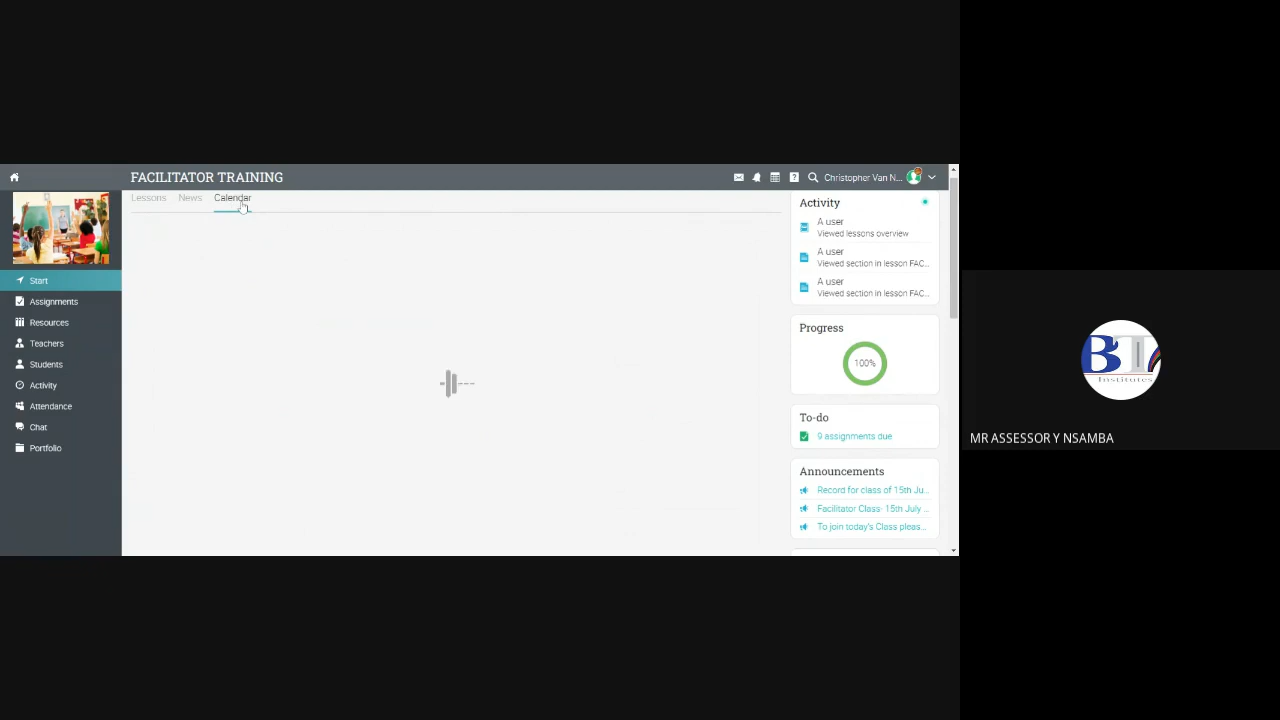 FACILITATOR TRAINING
Christopher Van N...
Lessons
News
Calendar
Start
Assignments
Resources
Teachers
Students
Activity
Attendance
Chat
Portfolio
Activity
A user
Viewed lessons overview
A user
Viewed section in lesson FAC...
A user
Viewed section in lesson FAC...
Progress
100%
To-do
9 assignments due
Announcements
Record for class of 15th Ju...
Facilitator Class- 15th July ...
To join today's Class pleas...
Institutes
MR ASSESSOR Y NSAMBA